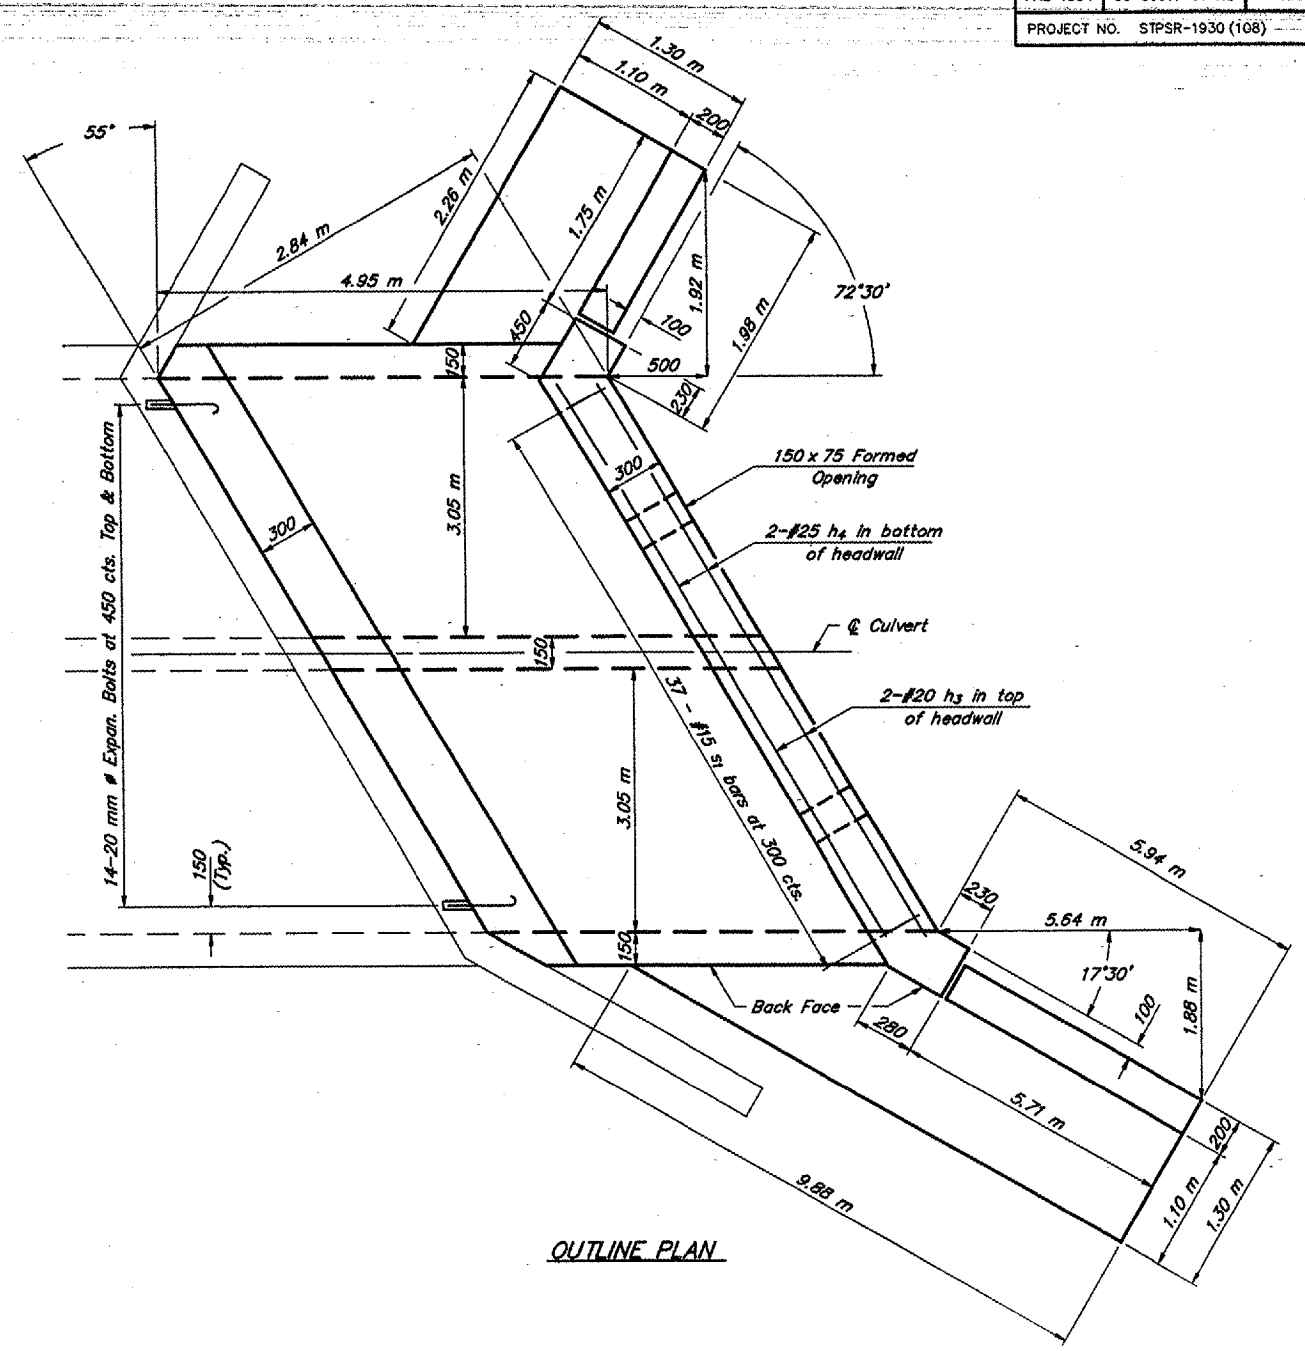 PROJECT NO. STPSR-1930 (108)
1.30 m
1.10 m
200
55°
2.26 m
1.75 m
2.84 m
4.95 m
1.92 m
72°30'
1.98 m
450
100
150
500
230
150 x 75 Formed
Opening
300
3.05 m
300
2-#25 h4 in bottom
of headwall
14-20 mm ø Expan. Bolts at 450 cts. Top & Bottom
℄ Culvert
150
37 - #15 s1 bars at 300 cts.
2-#20 h3 in top
of headwall
3.05 m
150
(Typ.)
5.94 m
230
5.64 m
150
17°30'
Back Face
280
100
1.88 m
5.71 m
200
9.88 m
1.10 m
1.30 m
OUTLINE PLAN